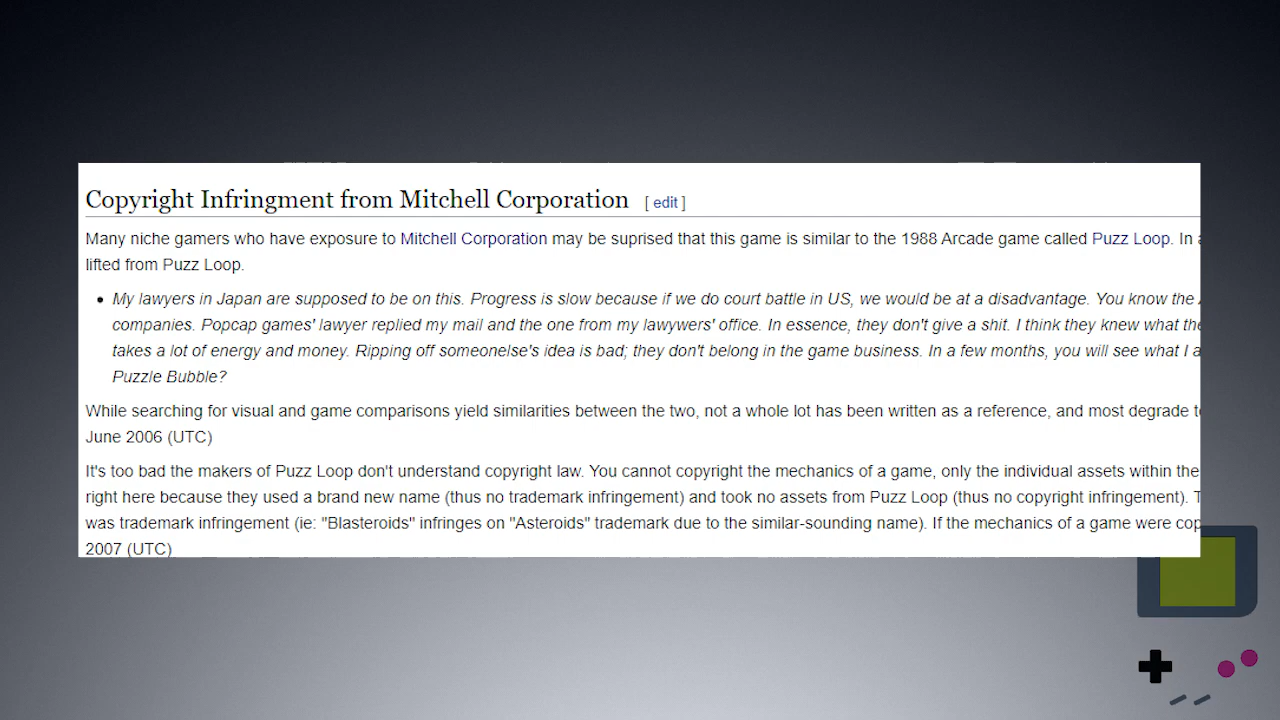 Copyright Infringment from Mitchell Corporation [ edit ]
Many niche gamers who have exposure to Mitchell Corporation may be suprised that this game is similar to the 1988 Arcade game called Puzz Loop. In
lifted from Puzz Loop.
• My lawyers in Japan are supposed to be on this. Progress is slow because if we do court battle in US, we would be at a disadvantage. You know the
companies. Popcap games' lawyer replied my mail and the one from my lawywers' office. In essence, they don't give a shit. I think they knew what
takes a lot of energy and money. Ripping off someonelse's idea is bad; they don't belong in the game business. In a few months, you will see what I
Puzzle Bubble?
While searching for visual and game comparisons yield similarities between the two, not a whole lot has been written as a reference, and most degrade
June 2006 (UTC)
It's too bad the makers of Puzz Loop don't understand copyright law. You cannot copyright the mechanics of a game, only the individual assets within the
right here because they used a brand new name (thus no trademark infringement) and took no assets from Puzz Loop (thus no copyright infringement).
was trademark infringement (ie: "Blasteroids" infringes on "Asteroids" trademark due to the similar-sounding name). If the mechanics of a game were
2007 (UTC)